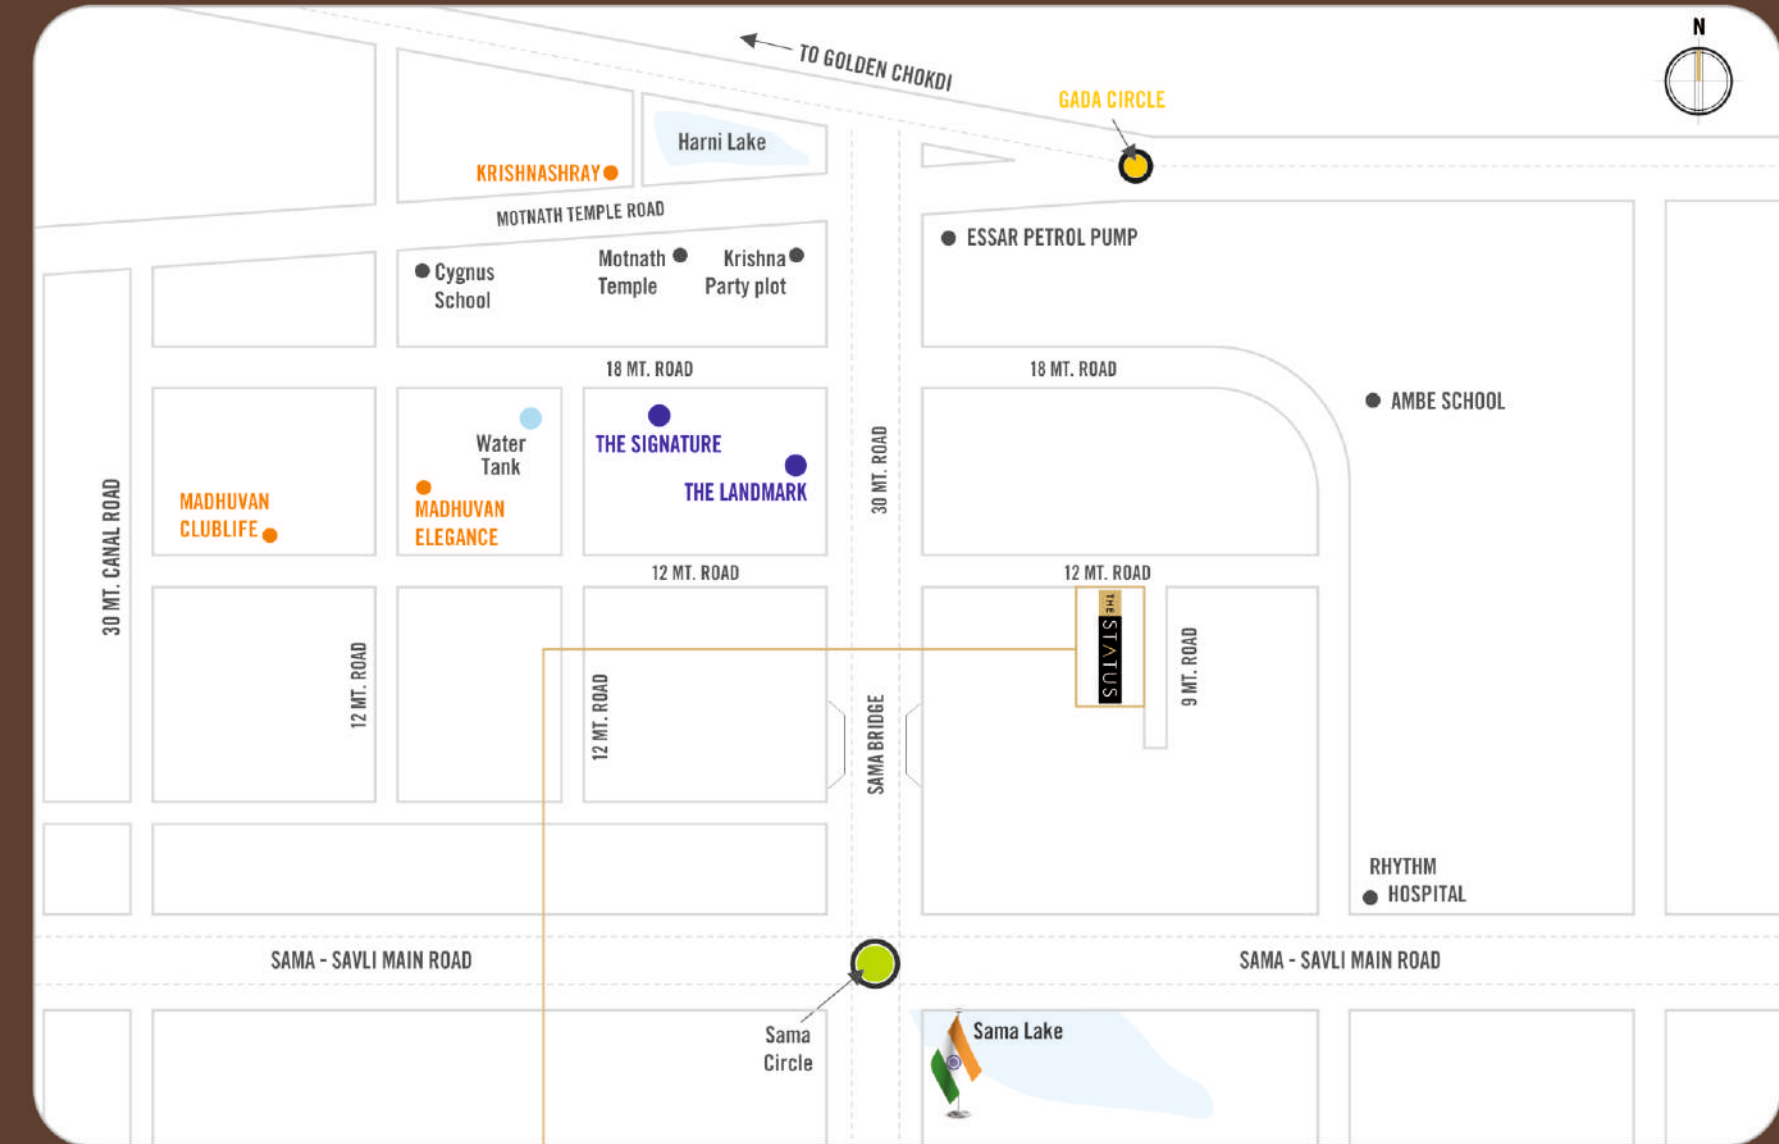 N
TO GOLDEN CHOKDI
GADA CIRCLE
Harni Lake
KRISHNASHRAY
MOTNATH TEMPLE ROAD
ESSAR PETROL PUMP
Cygnus
School
Motnath
Temple
Krishna
Party plot
18 MT. ROAD
18 MT. ROAD
AMBE SCHOOL
Water
Tank
THE SIGNATURE
THE LANDMARK
30 MT. ROAD
30 MT. CANAL ROAD
MADHUVAN
CLUBLIFE
MADHUVAN
ELEGANCE
12 MT. ROAD
12 MT. ROAD
THE STATUS
9 MT. ROAD
12 MT. ROAD
12 MT. ROAD
SAMA BRIDGE
RHYTHM
HOSPITAL
SAMA - SAVLI MAIN ROAD
SAMA - SAVLI MAIN ROAD
Sama
Circle
Sama Lake